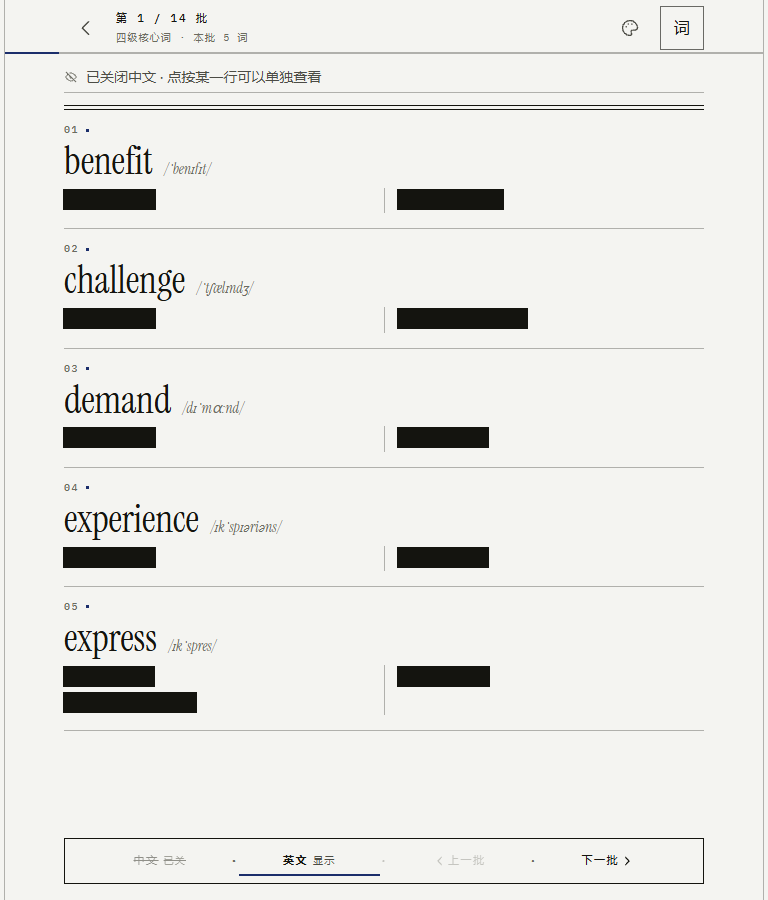 第 1 / 14 批
四级核心词 · 本批 5 词
词
已关闭中文 · 点按某一行可以单独查看
01
benefit /ˈbenɪfɪt/
02
challenge /ˈtʃælɪndʒ/
03
demand /dɪˈmɑːnd/
04
experience /ɪkˈspɪəriəns/
05
express /ɪkˈspres/
中文 已关 · 英文 显示 · 上一批 · 下一批